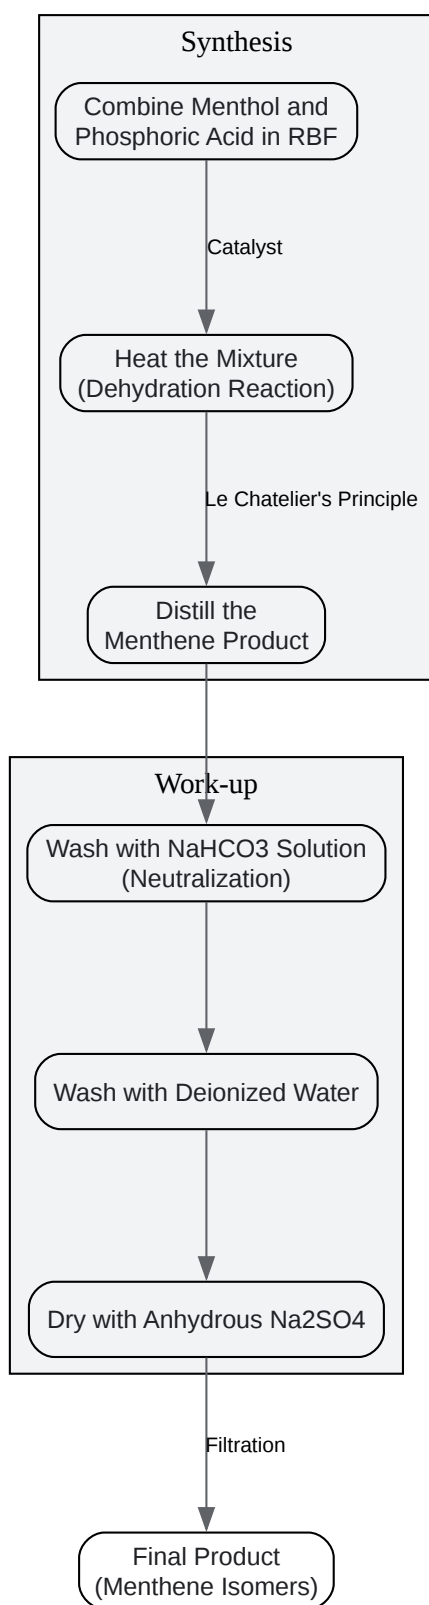 Synthesis
Combine Menthol and
Phosphoric Acid in RBF
Catalyst
Heat the Mixture
(Dehydration Reaction)
Le Chatelier's Principle
Distill the
Menthene Product
Work-up
Wash with NaHCO3 Solution
(Neutralization)
Wash with Deionized Water
Dry with Anhydrous Na2SO4
Filtration
Final Product
(Menthene Isomers)